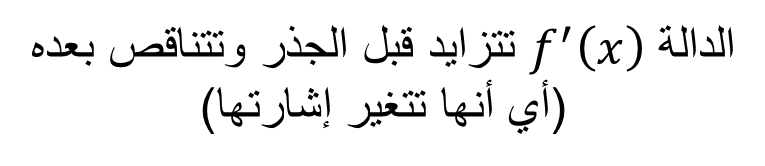 الدالة f′(x) تتزايد قبل الجذر وتتناقص بعده
(أي أنها تتغير إشارتها)